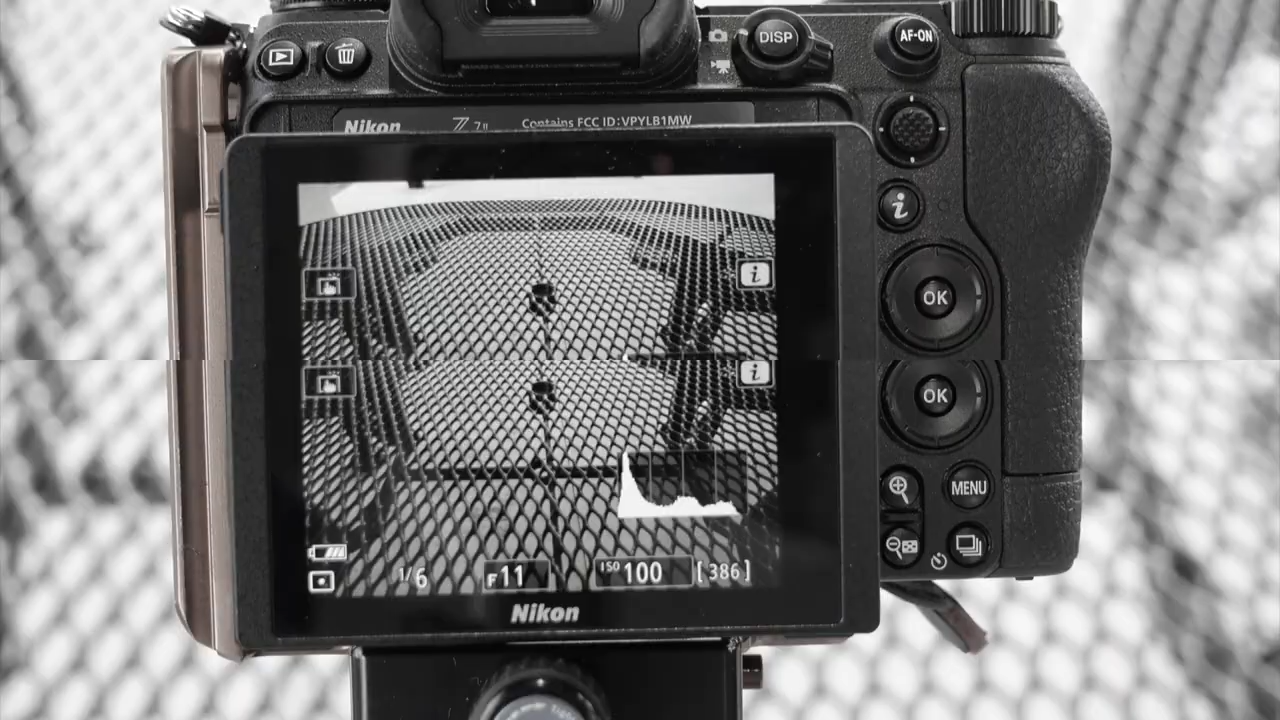 DISP
AF-ON
Nikon Z 7II Contains FCC ID:VPYLB1MW
i
i
OK
i
OK
MENU
1/6 F11 ISO 100 [386]
Nikon